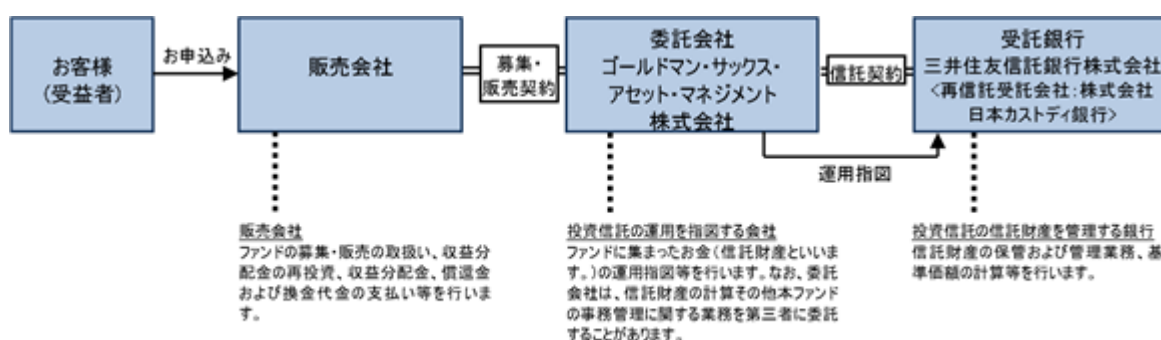 お客様
(受益者)
お申込み
販売会社
募集・
販売契約
委託会社
ゴールドマン・サックス・
アセット・マネジメント
株式会社
信託契約
受託銀行
三井住友信託銀行株式会社
<再信託受託会社:株式会社
日本カストディ銀行>
運用指図
販売会社
ファンドの募集・販売の取扱い、収益分
配金の再投資、収益分配金、償還金
および換金代金の支払い等を行いま
す。
投資信託の運用を指図する会社
ファンドに集まったお金(信託財産といいま
す。)の運用指図等を行います。なお、委託
会社は、信託財産の計算その他本ファンド
の事務管理に関する業務を第三者に委託
することがあります。
投資信託の信託財産を管理する銀行
信託財産の保管および管理業務、基
準価額の計算等を行います。